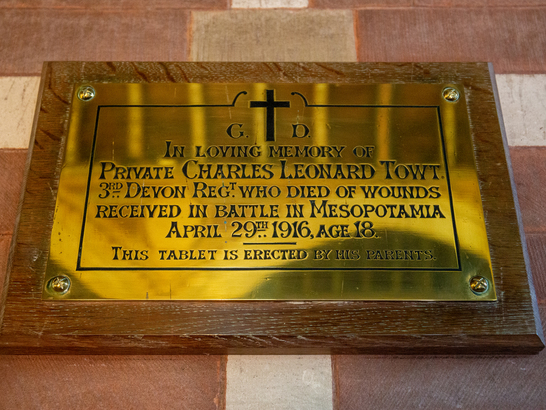 G. D.
IN LOVING MEMORY OF
PRIVATE CHARLES LEONARD TOWT.
3RD DEVON REGT. WHO DIED OF WOUNDS
RECEIVED IN BATTLE IN MESOPOTAMIA
APRIL 29TH. 1916, AGE 18.
THIS TABLET IS ERECTED BY HIS PARENTS.